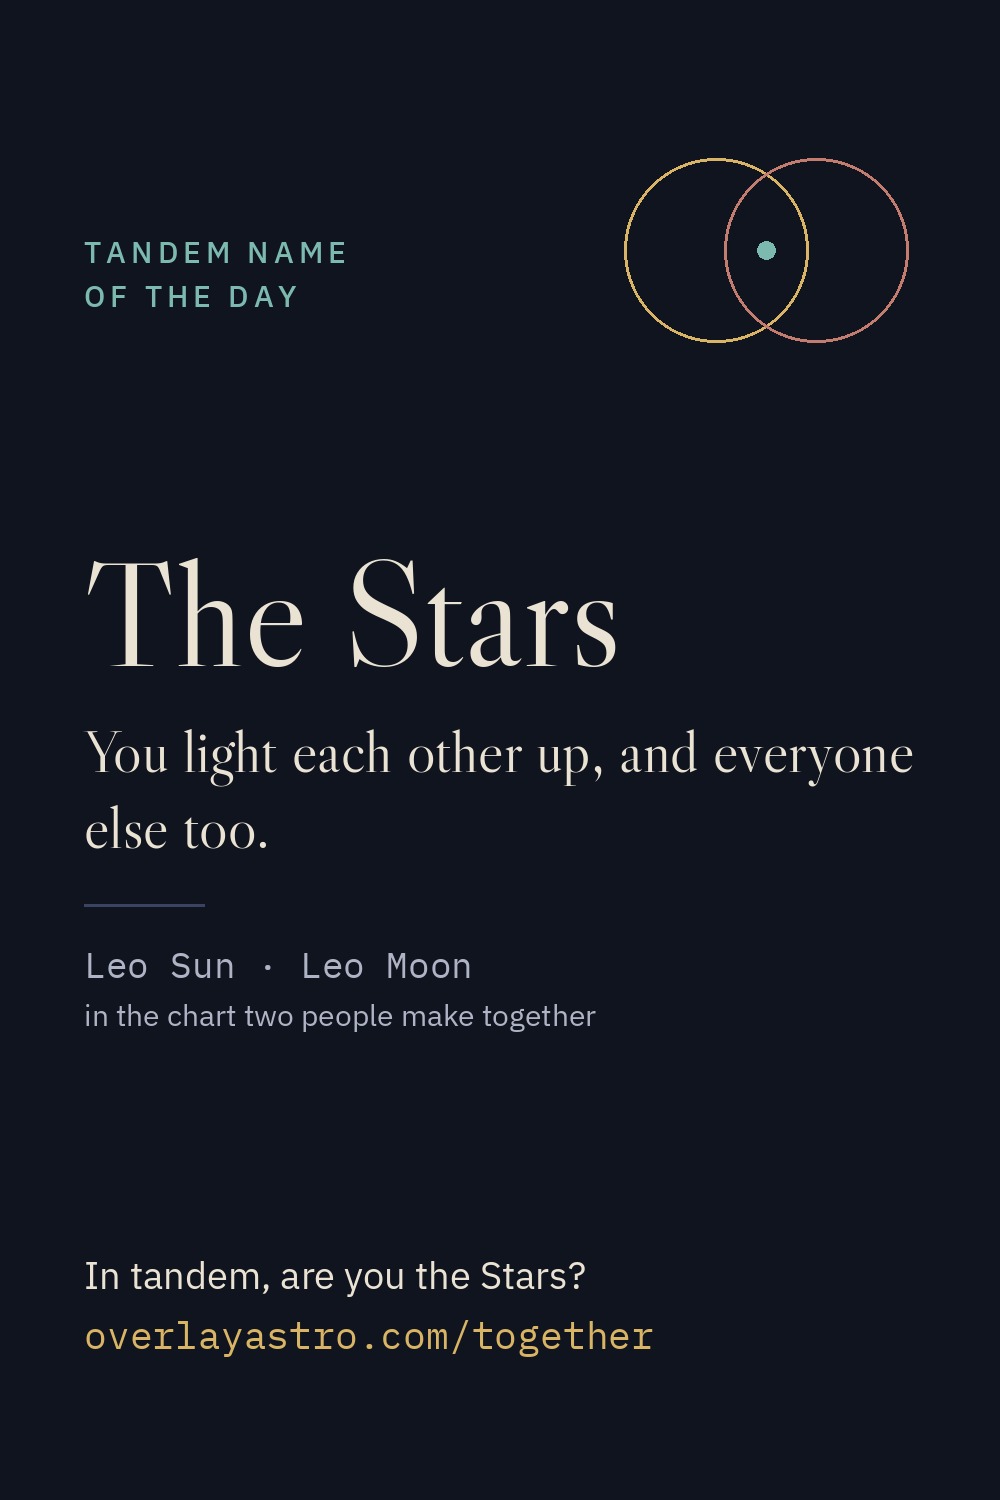 TANDEM NAME
OF THE DAY
The Stars
You light each other up, and everyone
else too.
Leo Sun · Leo Moon
in the chart two people make together
In tandem, are you the Stars?
overlayastro.com/together